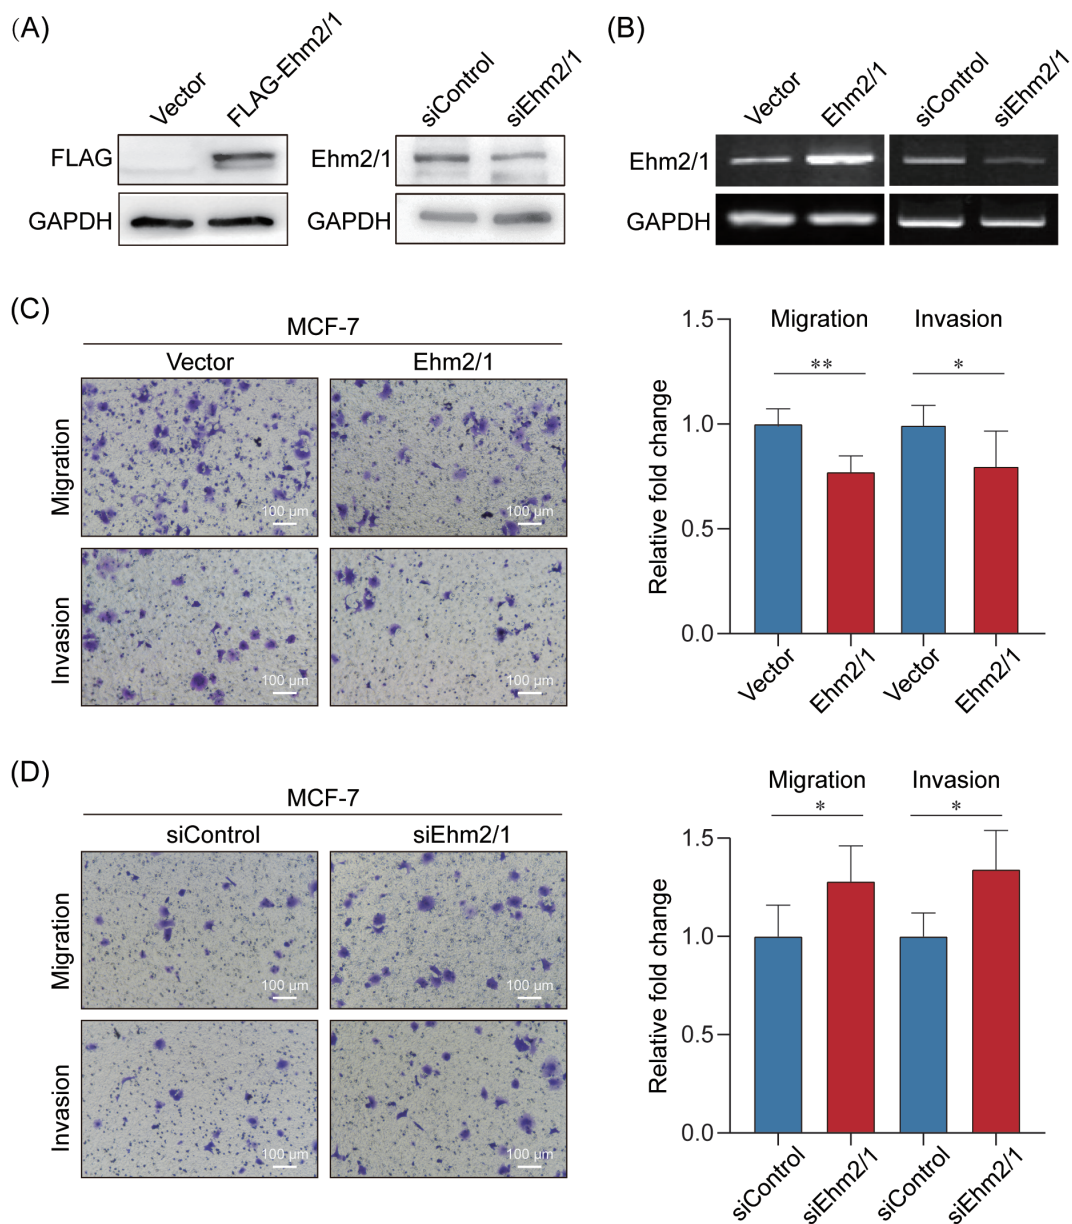 (A)
Vector
FLAG-Ehm2/1
siControl
siEhm2/1
FLAG
Ehm2/1
GAPDH
GAPDH
(B)
Vector
Ehm2/1
siControl
siEhm2/1
Ehm2/1
GAPDH
(C)
MCF-7
Vector
Ehm2/1
Migration
100 μm
100 μm
Invasion
100 μm
100 μm
Relative fold change
1.5
1.0
0.5
0.0
Migration
Invasion
**
*
Vector
Ehm2/1
Vector
Ehm2/1
(D)
MCF-7
siControl
siEhm2/1
Migration
100 μm
100 μm
Invasion
100 μm
100 μm
Relative fold change
1.5
1.0
0.5
0.0
Migration
Invasion
*
*
siControl
siEhm2/1
siControl
siEhm2/1